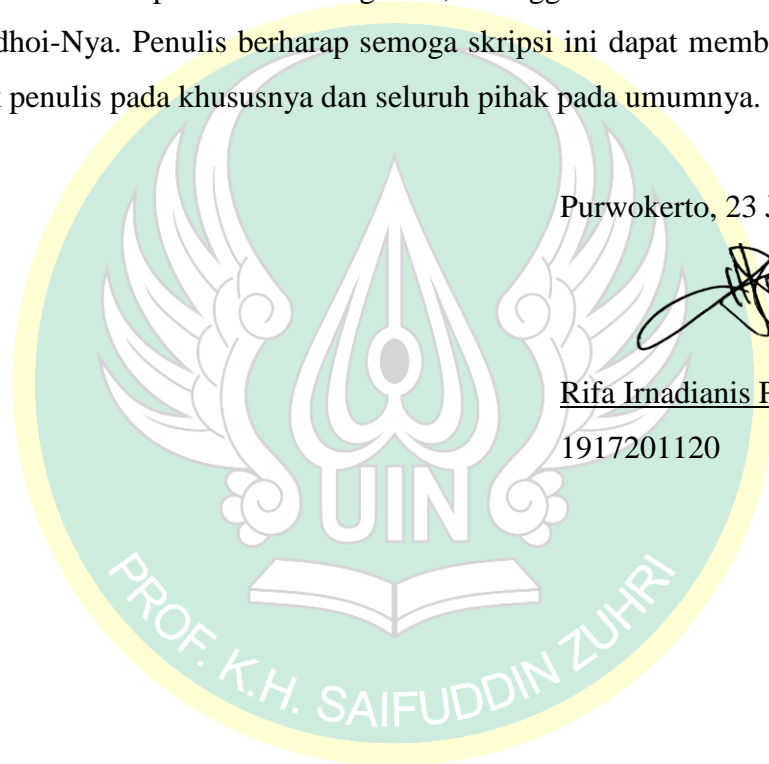 dhoi-Nya. Penulis berharap semoga skripsi ini dapat memb
penulis pada khususnya dan seluruh pihak pada umumnya.
Purwokerto, 23
Rifa Irnadianis
1917201120
UIN
PROF. K.H. SAIFUDDIN ZUHRI